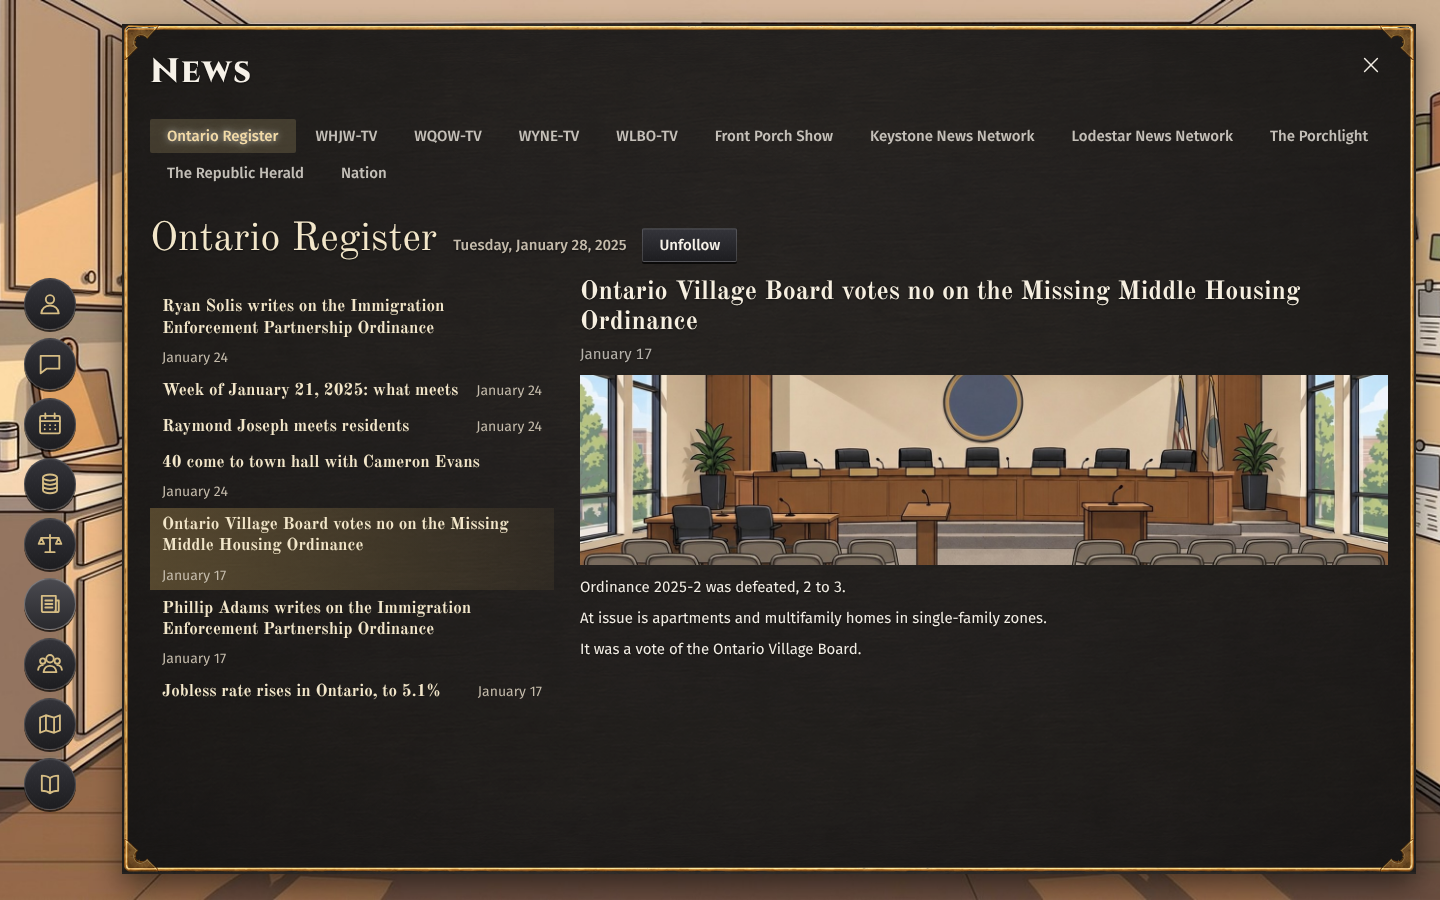 News
Ontario Register
WHJW-TV
WQOW-TV
WYNE-TV
WLBO-TV
Front Porch Show
Keystone News Network
Lodestar News Network
The Porchlight
The Republic Herald
Nation
Ontario Register
Tuesday, January 28, 2025
Unfollow
Ryan Solis writes on the Immigration
Enforcement Partnership Ordinance
January 24
Week of January 21, 2025: what meets
January 24
Raymond Joseph meets residents
January 24
40 come to town hall with Cameron Evans
January 24
Ontario Village Board votes no on the Missing
Middle Housing Ordinance
January 17
Phillip Adams writes on the Immigration
Enforcement Partnership Ordinance
January 17
Jobless rate rises in Ontario, to 5.1%
January 17
Ontario Village Board votes no on the Missing Middle Housing
Ordinance
January 17
Ordinance 2025-2 was defeated, 2 to 3.
At issue is apartments and multifamily homes in single-family zones.
It was a vote of the Ontario Village Board.